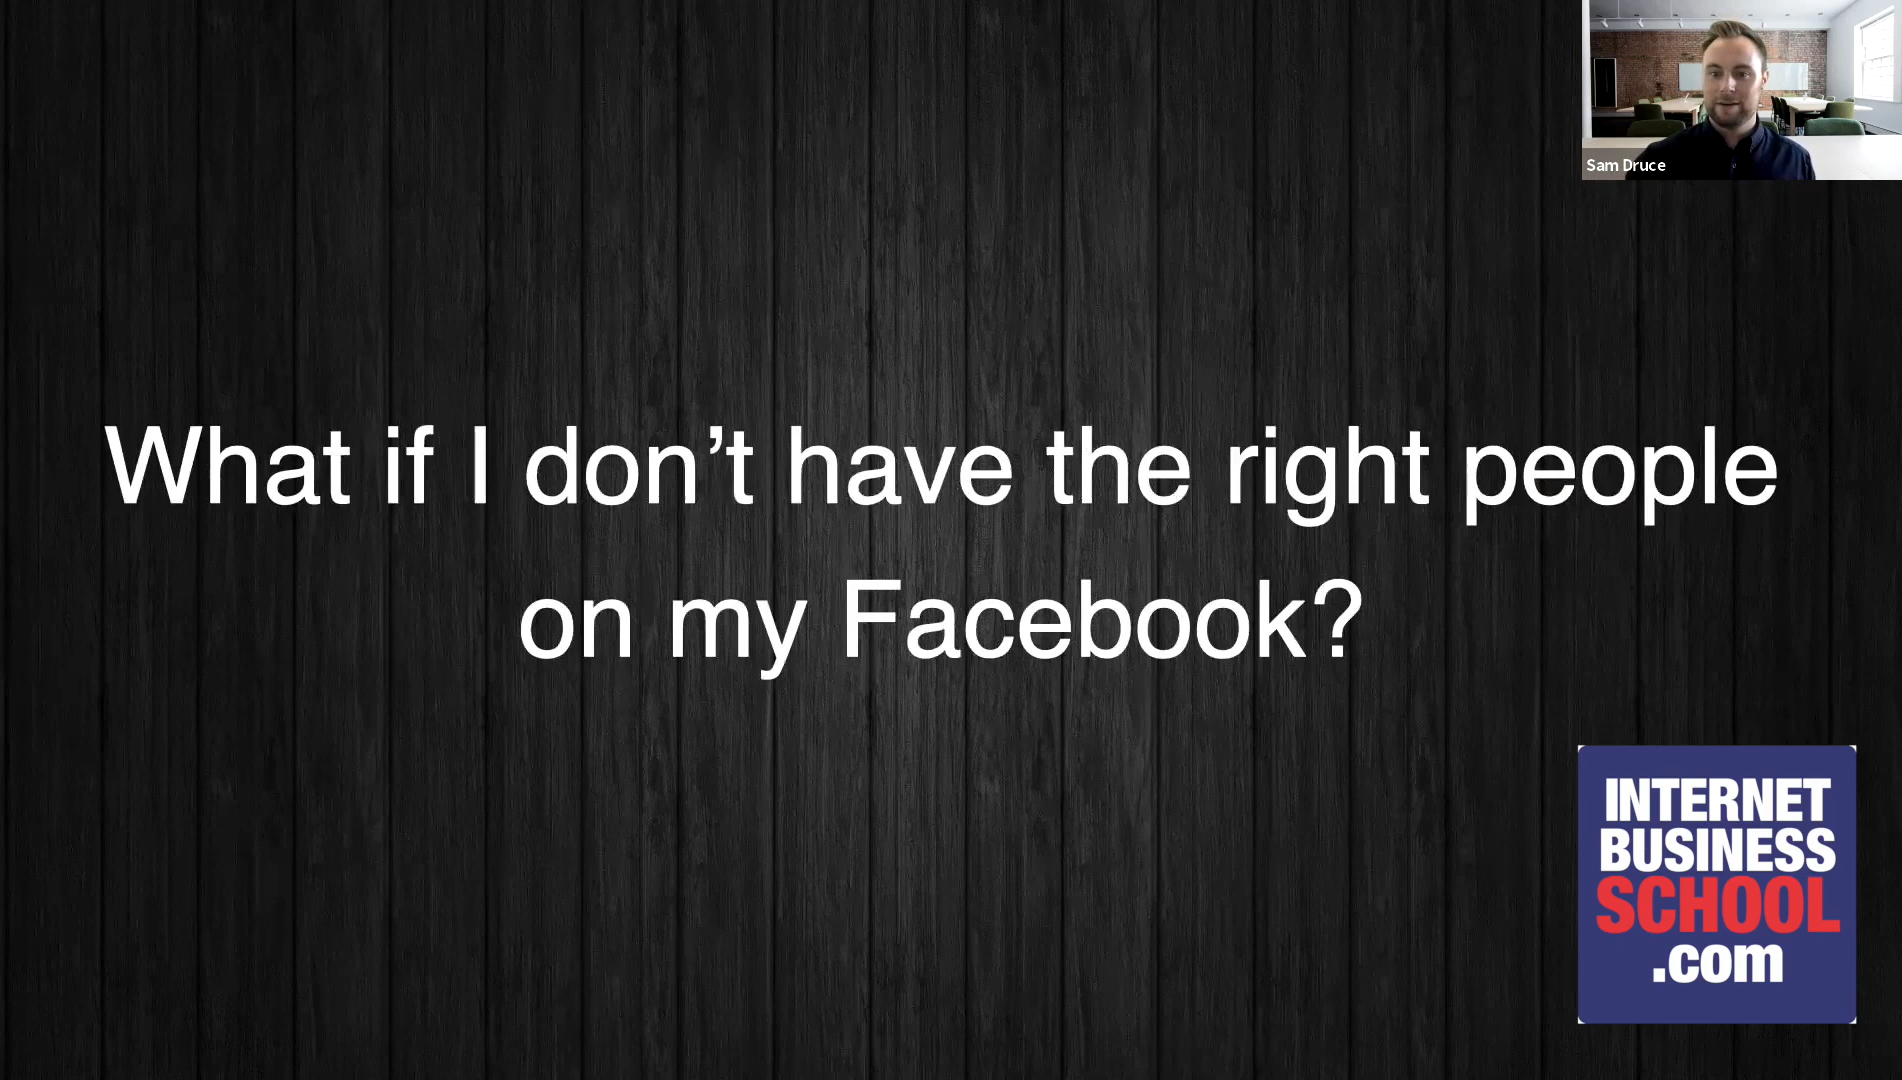 Sam Druce
What if I don’t have the right people
on my Facebook?
INTERNET
BUSINESS
SCHOOL
.com